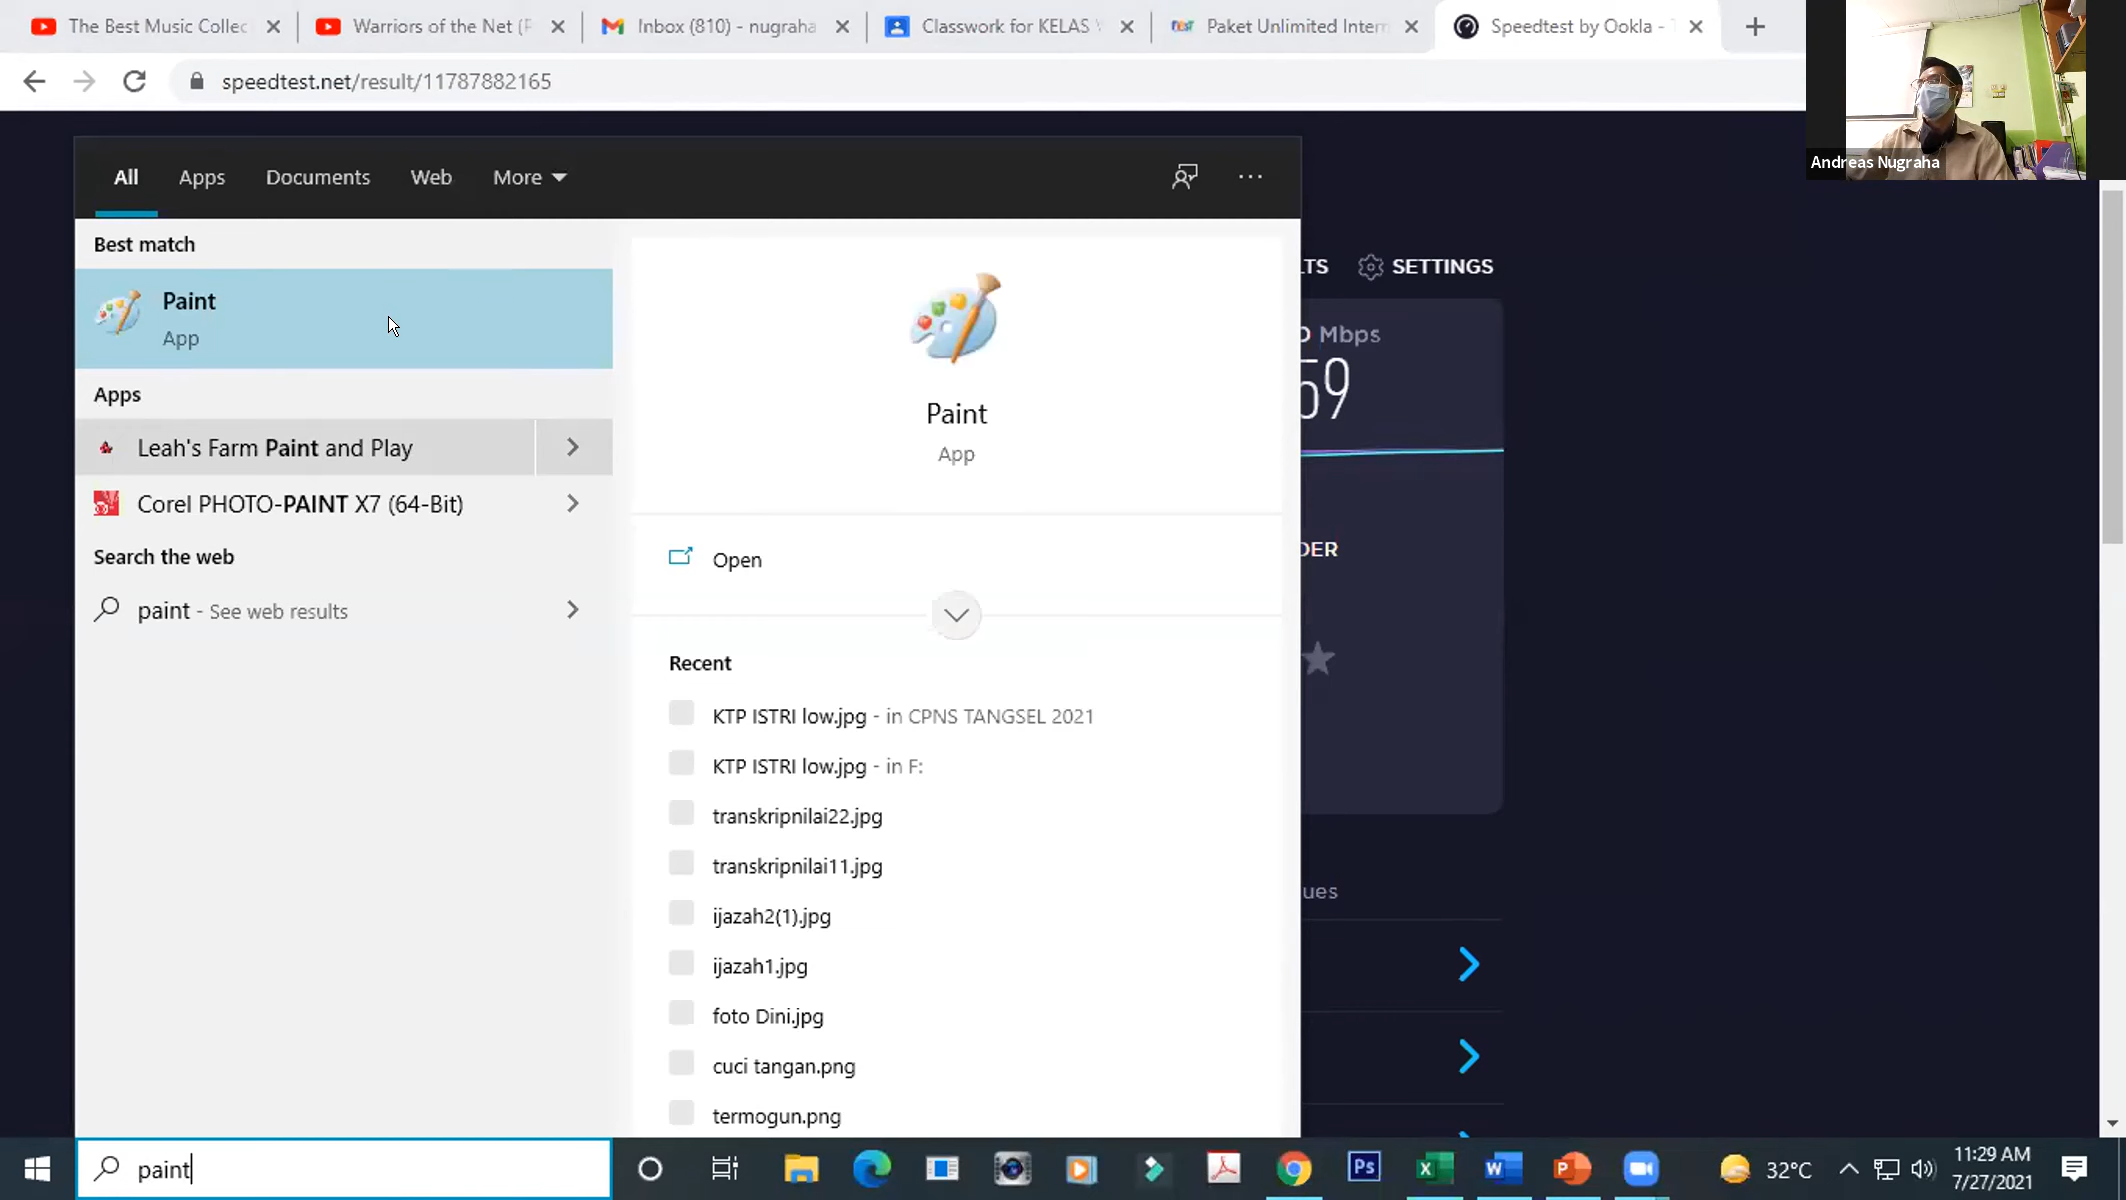 The Best Music Collec
Warriors of the Net (F
Inbox (810) - nugraha
Classwork for KELAS
Paket Unlimited Intern
Speedtest by Ookla - T
speedtest.net/result/11787882165
Andreas Nugraha
All
Apps
Documents
Web
More
Best match
Paint
App
Apps
Leah's Farm Paint and Play
Corel PHOTO-PAINT X7 (64-Bit)
Search the web
paint - See web results
Paint
App
Open
Recent
KTP ISTRI low.jpg - in CPNS TANGSEL 2021
KTP ISTRI low.jpg - in F:
transkripnilai22.jpg
transkripnilai11.jpg
ijazah2(1).jpg
ijazah1.jpg
foto Dini.jpg
cuci tangan.png
termogun.png
LTS
SETTINGS
D Mbps
59
DER
ues
paint
Ps
32°C
11:29 AM
7/27/2021